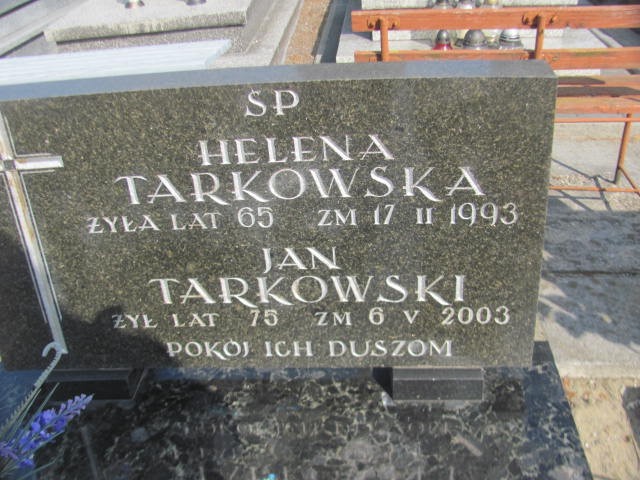 ŚP
HELENA
TARKOWSKA
ŻYŁA LAT 65 ZM 17 II 1993
JAN
TARKOWSKI
ŻYŁ LAT 75 ZM 6 V 2003
POKÓJ ICH DUSZOM